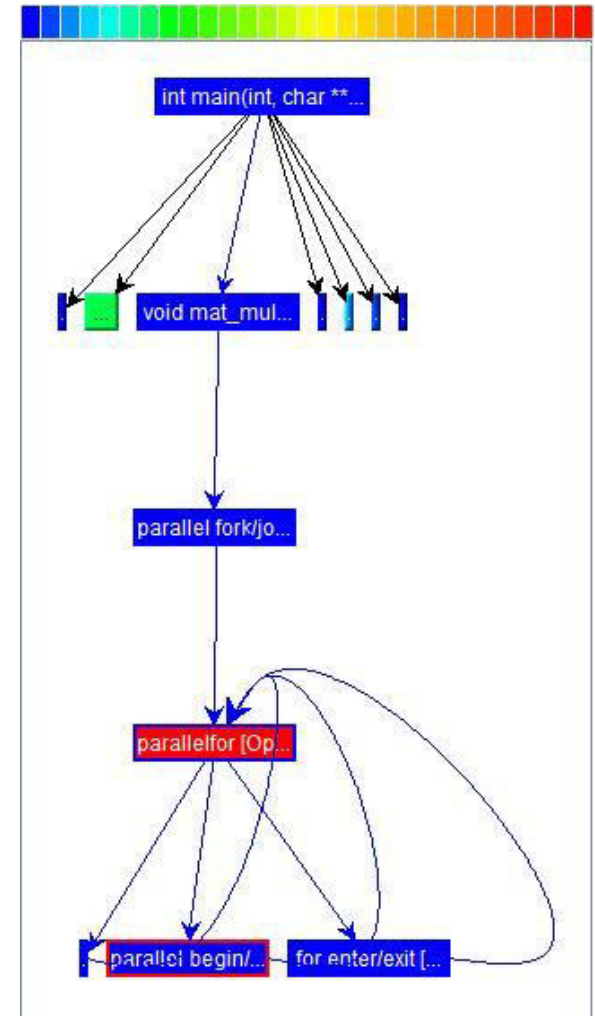 int main(int, char **...
...
void mat_mul...
parallel fork/jo...
parallelfor [Op...
parallel begin/...
for enter/exit [...